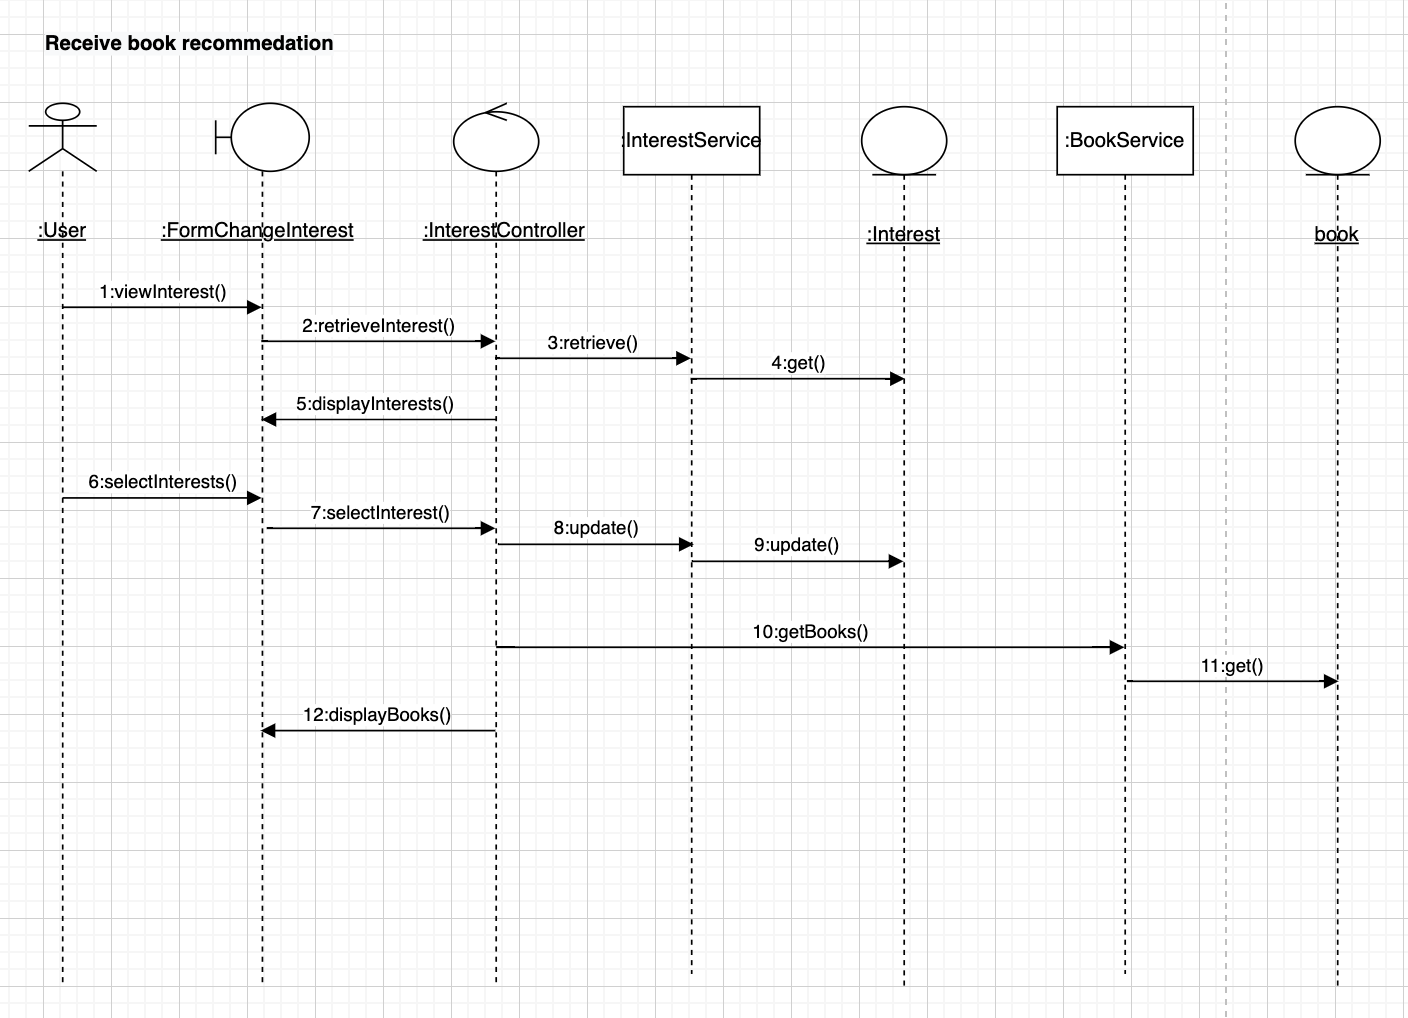 Receive book recommedation
:InterestService
:BookService
:User
:FormChangeInterest
:InterestController
:Interest
book
1:viewInterest()
2:retrieveInterest()
3:retrieve()
4:get()
5:displayInterests()
6:selectInterests()
7:selectInterest()
8:update()
9:update()
10:getBooks()
11:get()
12:displayBooks()